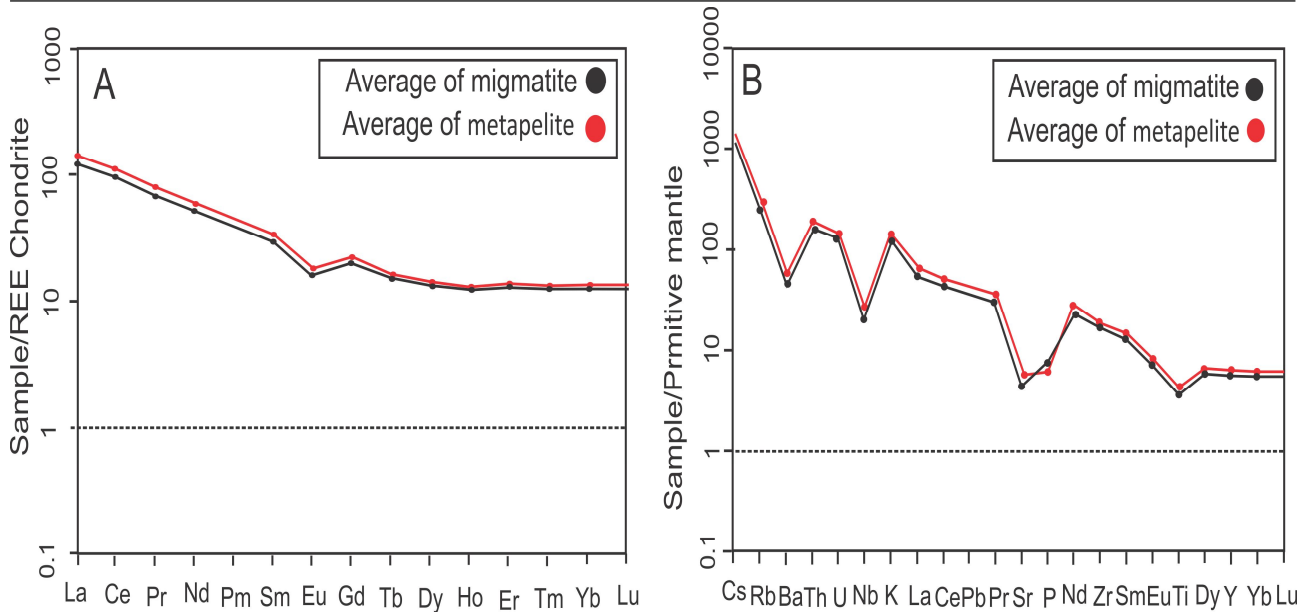 A
Average of migmatite
Average of metapelite
Sample/REE Chondrite
1000
100
10
1
0.1
La Ce Pr Nd Pm Sm Eu Gd Tb Dy Ho Er Tm Yb Lu
B
Average of migmatite
Average of metapelite
Sample/Prmitive mantle
10000
1000
100
10
1
0.1
Cs Rb Ba Th U Nb K La Ce Pb Pr Sr P Nd Zr Sm Eu Ti Dy Y Yb Lu